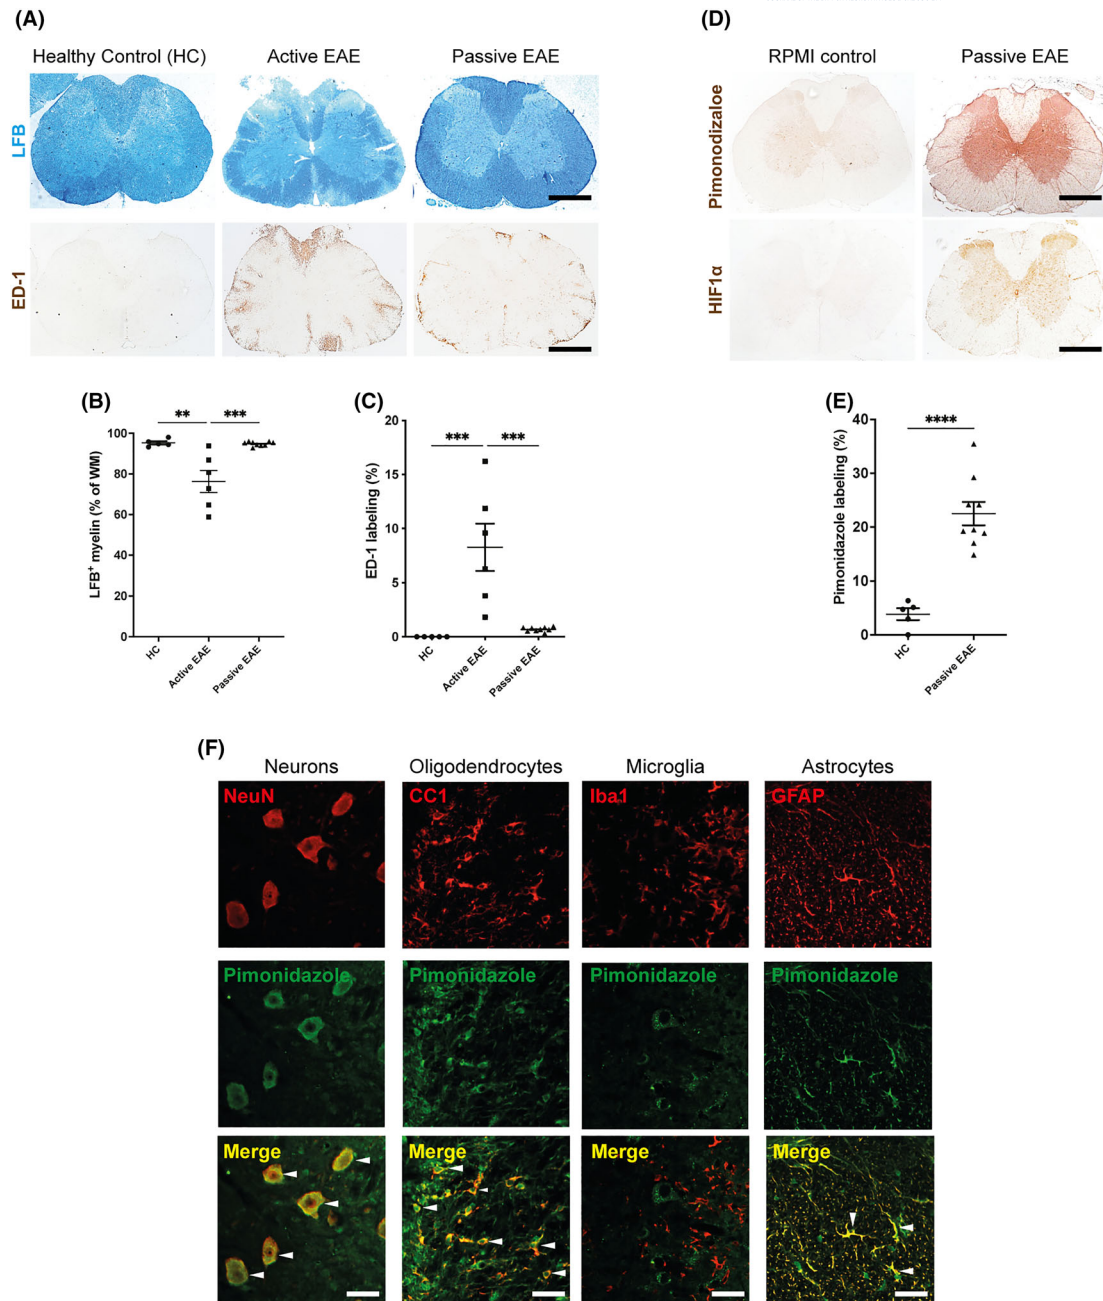 (A)
Healthy Control (HC) Active EAE Passive EAE
LFB
ED-1
(D)
RPMI control Passive EAE
Pimonodizaloe
HIF1α
(B)
** ***
LFB+ myelin (% of WM)
100
80
60
40
20
0
HC Active EAE Passive EAE
(C)
*** ***
ED-1 labeling (%)
20
15
10
5
0
HC Active EAE Passive EAE
(E)
****
Pimonidazole labeling (%)
40
30
20
10
0
HC Passive EAE
(F)
Neurons Oligodendrocytes Microglia Astrocytes
NeuN CC1 Iba1 GFAP
Pimonidazole Pimonidazole Pimonidazole Pimonidazole
Merge Merge Merge Merge